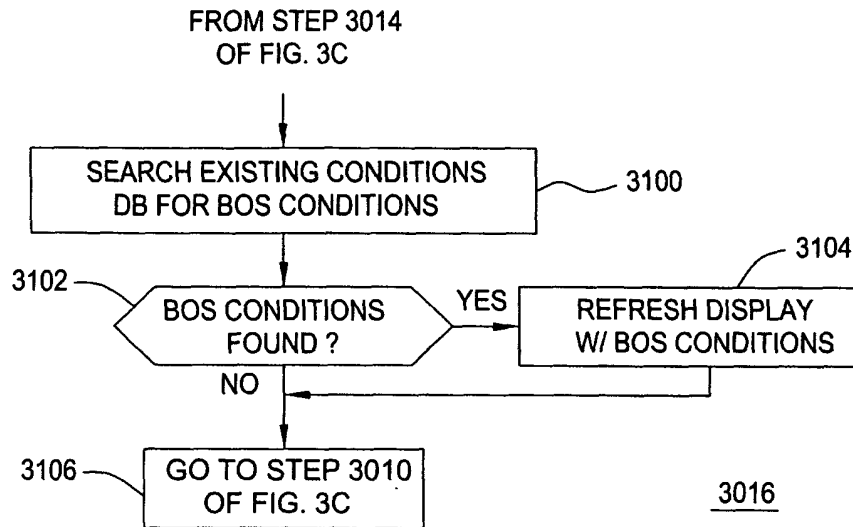 FROM STEP 3014
OF FIG. 3C
SEARCH EXISTING CONDITIONS
DB FOR BOS CONDITIONS
3100
3102
BOS CONDITIONS
FOUND ?
YES
3104
REFRESH DISPLAY
W/ BOS CONDITIONS
NO
3106
GO TO STEP 3010
OF FIG. 3C
3016